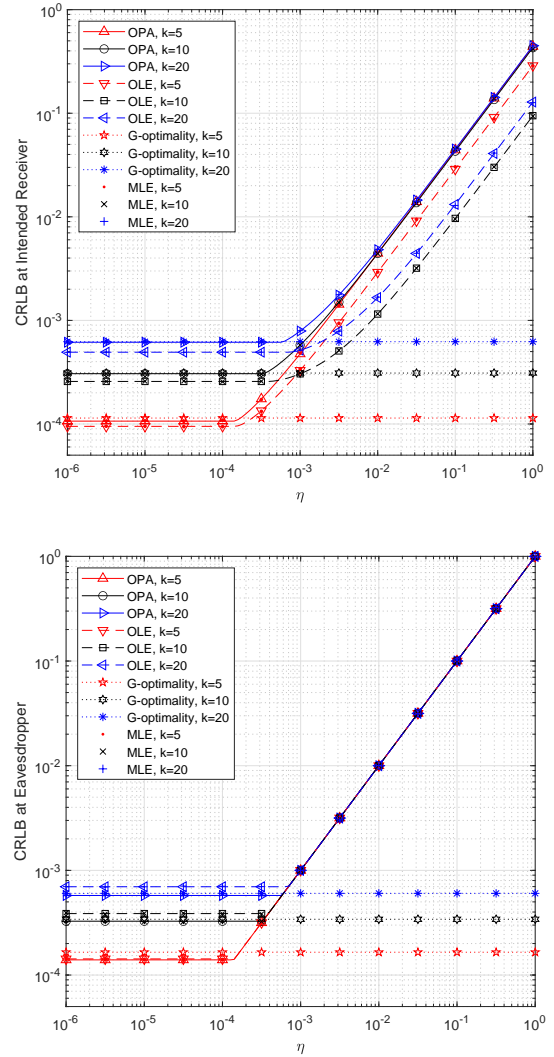 10^0
10^-1
10^-2
10^-3
10^-4
CRLB at Intended Receiver
OPA, k=5
OPA, k=10
OPA, k=20
OLE, k=5
OLE, k=10
OLE, k=20
G-optimality, k=5
G-optimality, k=10
G-optimality, k=20
MLE, k=5
MLE, k=10
MLE, k=20
10^-6 10^-5 10^-4 10^-3 10^-2 10^-1 10^0
η
10^0
10^-1
10^-2
10^-3
10^-4
CRLB at Eavesdropper
OPA, k=5
OPA, k=10
OPA, k=20
OLE, k=5
OLE, k=10
OLE, k=20
G-optimality, k=5
G-optimality, k=10
G-optimality, k=20
MLE, k=5
MLE, k=10
MLE, k=20
10^-6 10^-5 10^-4 10^-3 10^-2 10^-1 10^0
η